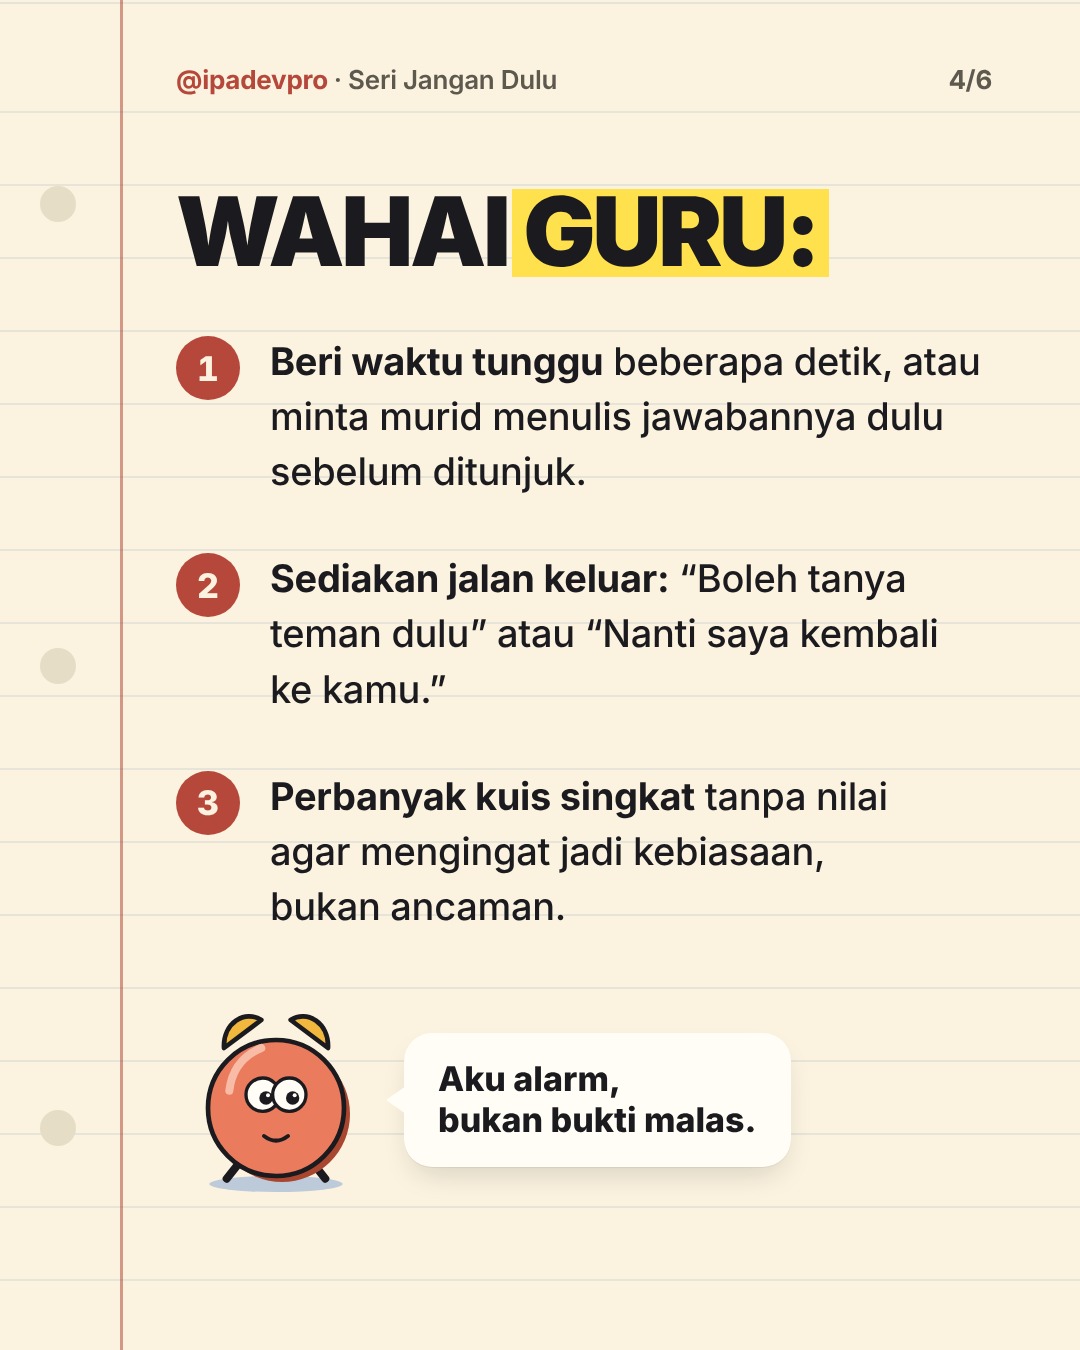 @ipadevpro · Seri Jangan Dulu
4/6
WAHAI GURU:
1
Beri waktu tunggu beberapa detik, atau
minta murid menulis jawabannya dulu
sebelum ditunjuk.
2
Sediakan jalan keluar: “Boleh tanya
teman dulu” atau “Nanti saya kembali
ke kamu.”
3
Perbanyak kuis singkat tanpa nilai
agar mengingat jadi kebiasaan,
bukan ancaman.
Aku alarm,
bukan bukti malas.